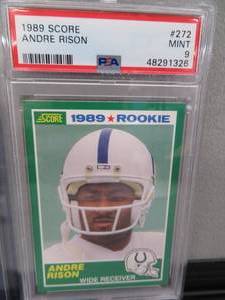 1989 SCORE #272
ANDRE RISON MINT
9
PSA 48291326
SCORE 1989 ★ ROOKIE
ANDRE
RISON
WIDE RECEIVER